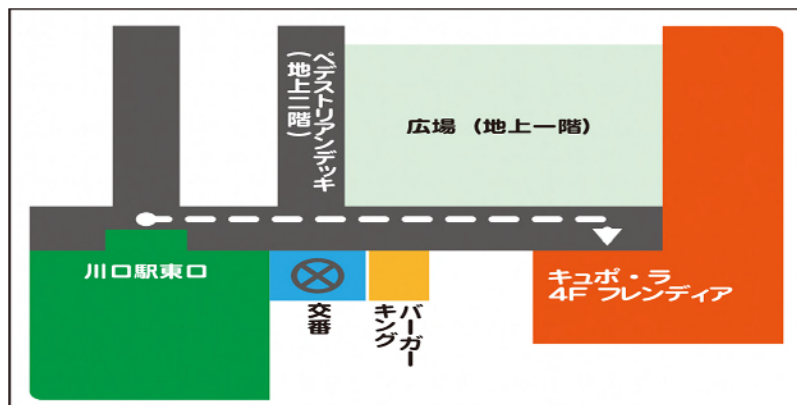 ペデストリアンデッキ
(地上二階)
広場 (地上一階)
川口駅東口
交番
バーガー
キング
キュポ・ラ
4F フレンディア